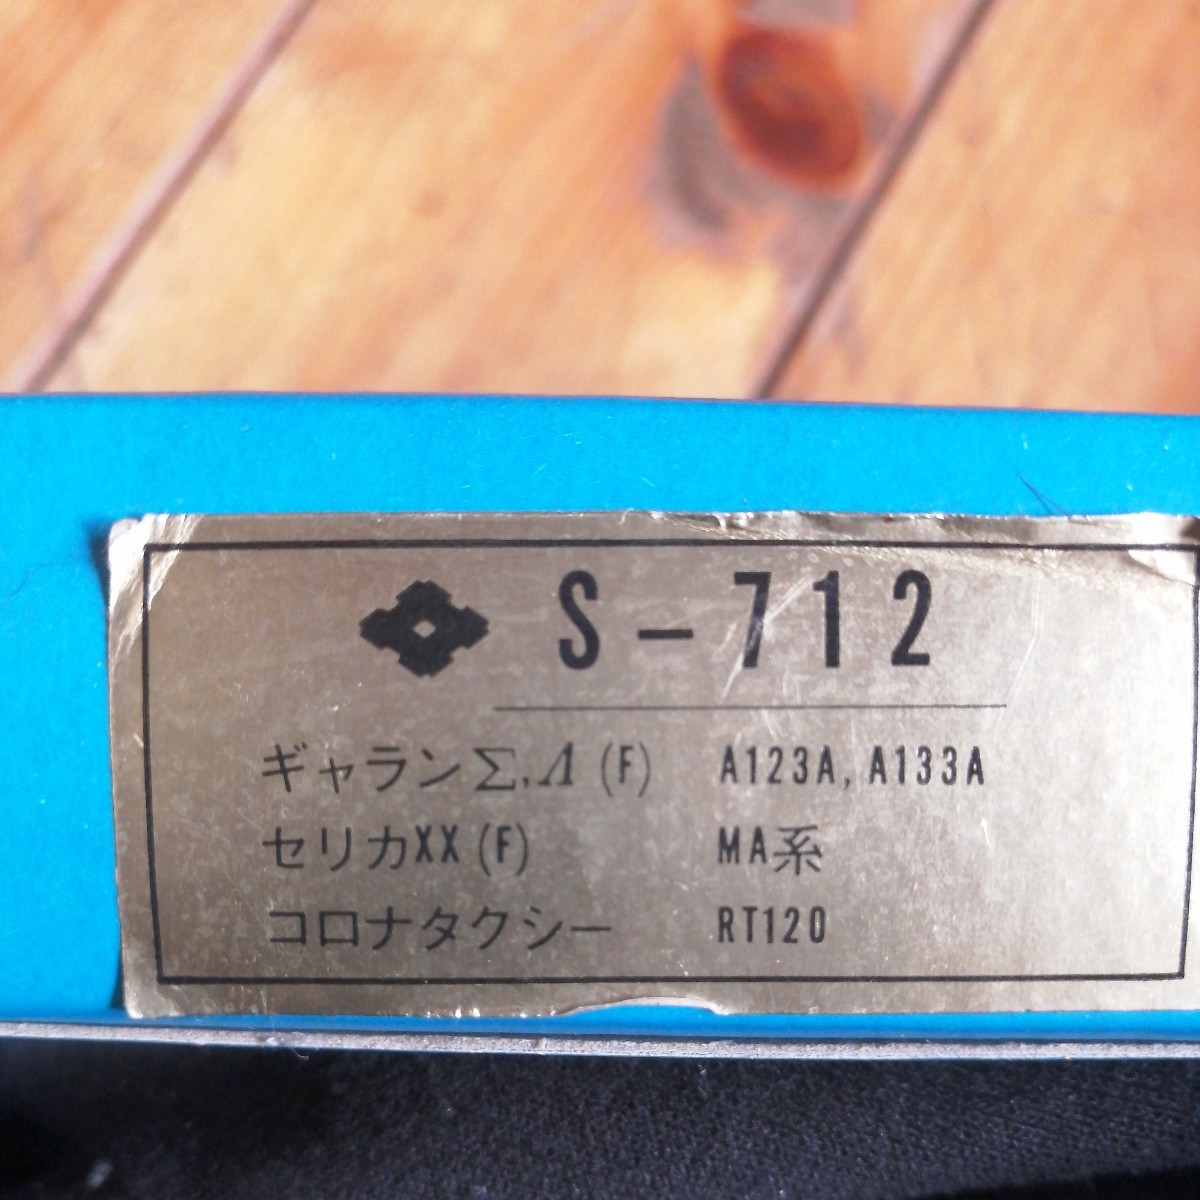 S-712
ギャランΣ,Λ (F) A123A, A133A
セリカXX (F) MA系
コロナタクシー RT120